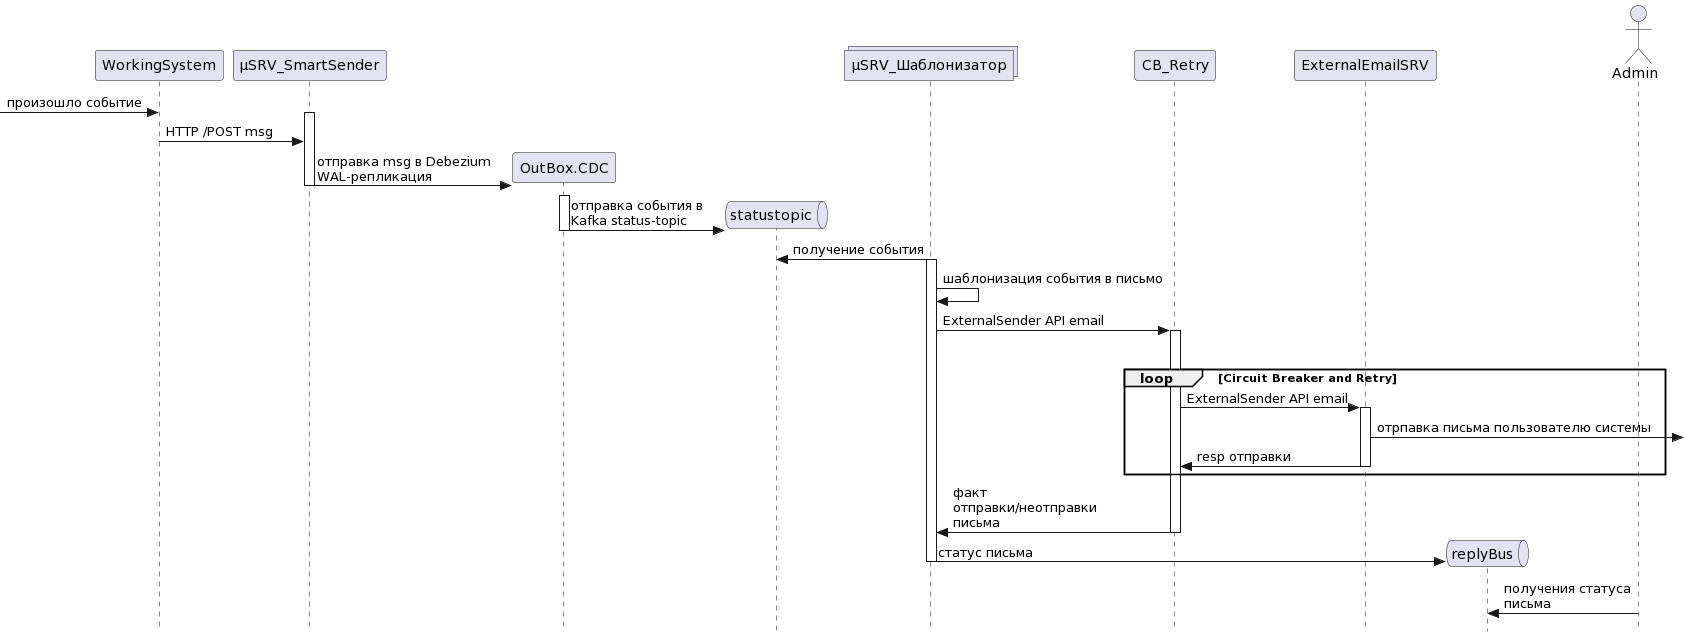 Admin
WorkingSystem
µSRV_SmartSender
µSRV_Шаблонизатор
CB_Retry
ExternalEmailSRV
произошло событие
HTTP /POST msg
отправка msg в Debezium
WAL-репликация
OutBox.CDC
отправка события в
Kafka status-topic
statustopic
получение события
шаблонизация события в письмо
ExternalSender API email
loop
[Circuit Breaker and Retry]
ExternalSender API email
отрпавка письма пользователю системы
resp отправки
факт
отправки/неотправки
письма
статус письма
replyBus
получения статуса
письма